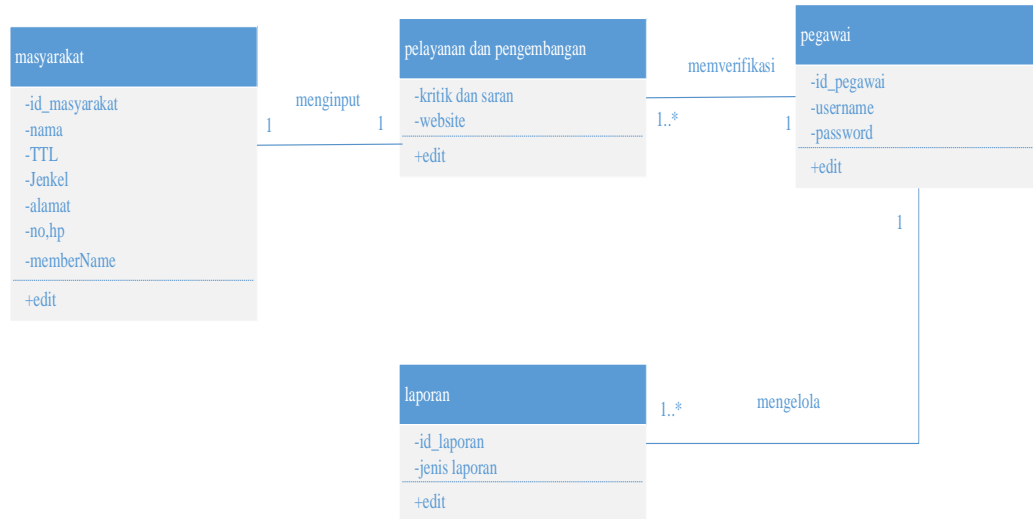 masyarakat
-id_masyarakat
-nama
-TTL
-Jenkel
-alamat
-no,hp
-memberName
+edit
menginput
1
1
pelayanan dan pengembangan
-kritik dan saran
-website
+edit
memverifikasi
1..*
1
pegawai
-id_pegawai
-username
-password
+edit
1
laporan
-id_laporan
-jenis laporan
+edit
1..*
mengelola